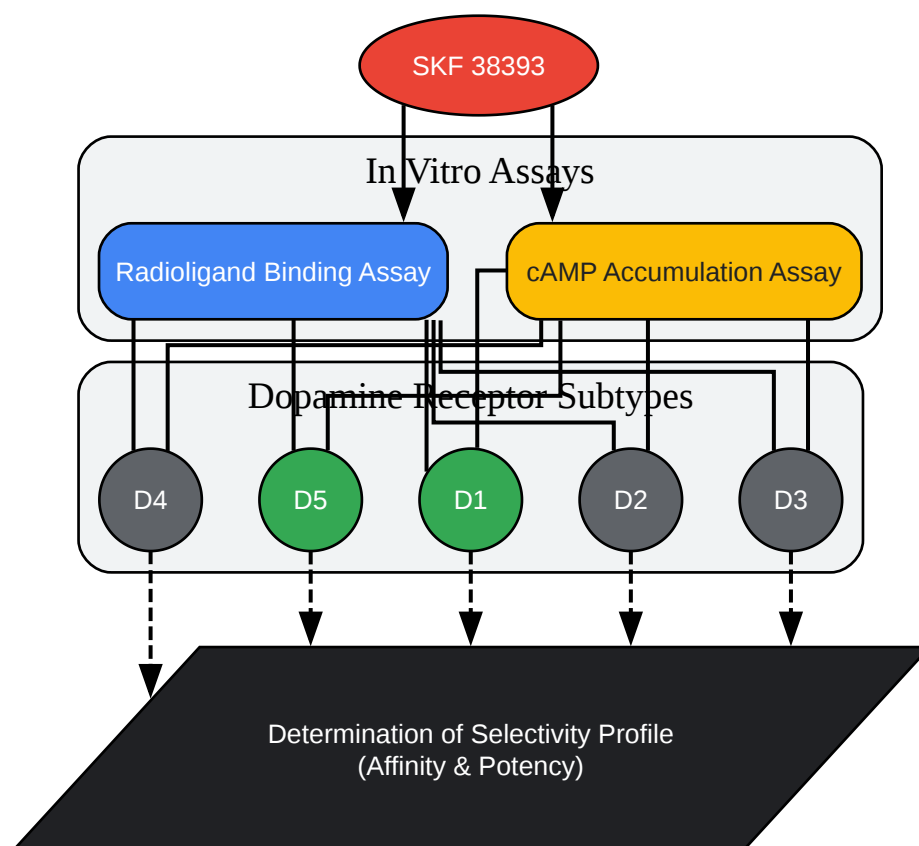 SKF 38393
In Vitro Assays
Radioligand Binding Assay
cAMP Accumulation Assay
Dopamine Receptor Subtypes
D4
D5
D1
D2
D3
Determination of Selectivity Profile
(Affinity & Potency)